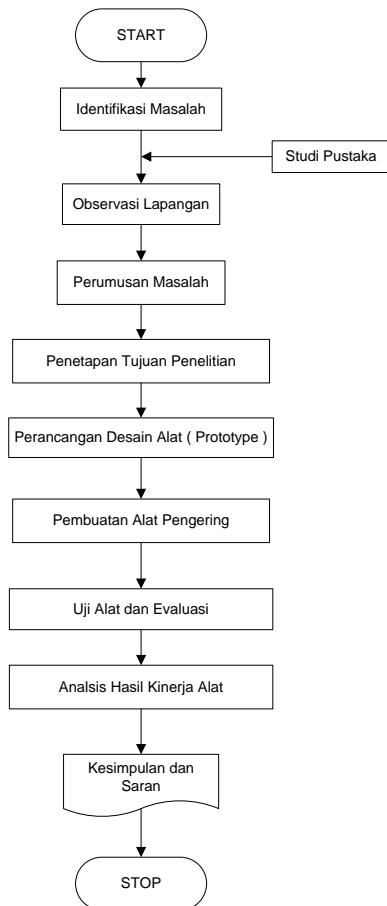 START
Identifikasi Masalah
Studi Pustaka
Observasi Lapangan
Perumusan Masalah
Penetapan Tujuan Penelitian
Perancangan Desain Alat ( Prototype )
Pembuatan Alat Pengering
Uji Alat dan Evaluasi
Analsis Hasil Kinerja Alat
Kesimpulan dan
Saran
STOP